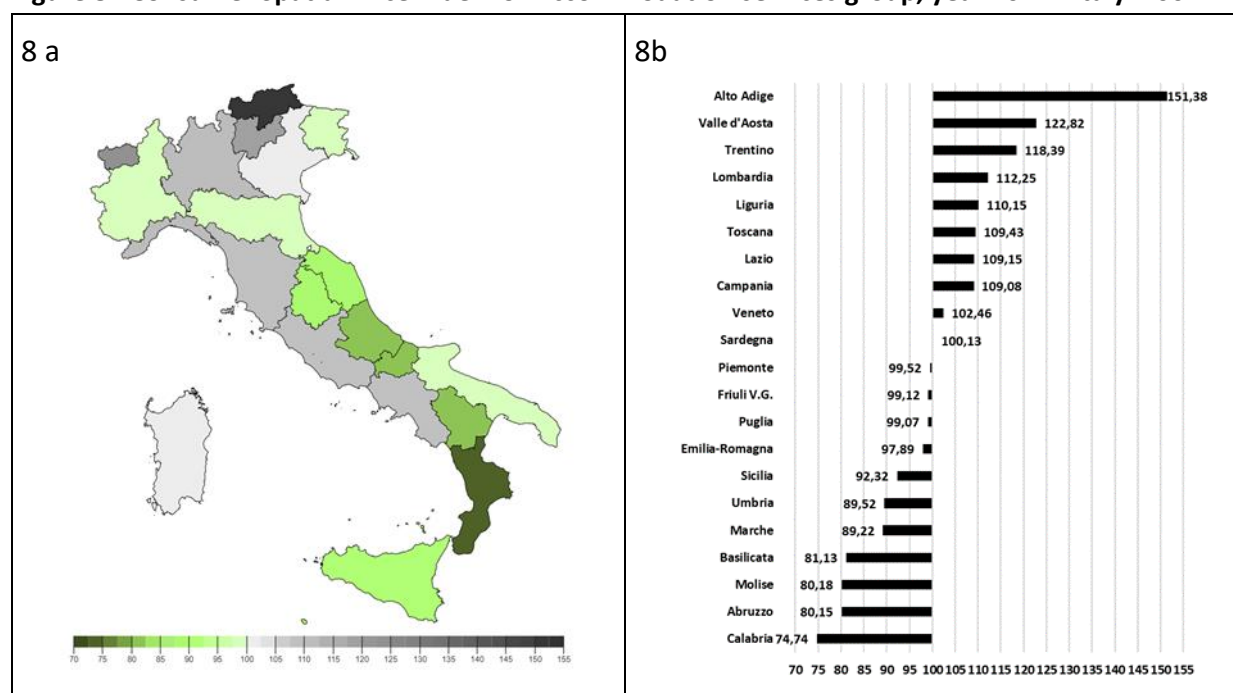 8 a
8b
Alto Adige 151,38
Valle d'Aosta 122,82
Trentino 118,39
Lombardia 112,25
Liguria 110,15
Toscana 109,43
Lazio 109,15
Campania 109,08
Veneto 102,46
Sardegna 100,13
Piemonte 99,52
Friuli V.G. 99,12
Puglia 99,07
Emilia-Romagna 97,89
Sicilia 92,32
Umbria 89,52
Marche 89,22
Basilicata 81,13
Molise 80,18
Abruzzo 80,15
Calabria 74,74
70 75 80 85 90 95 100 105 110 115 120 125 130 135 140 145 150 155
70 75 80 85 90 95 100 105 110 115 120 125 130 135 140 145 150 155